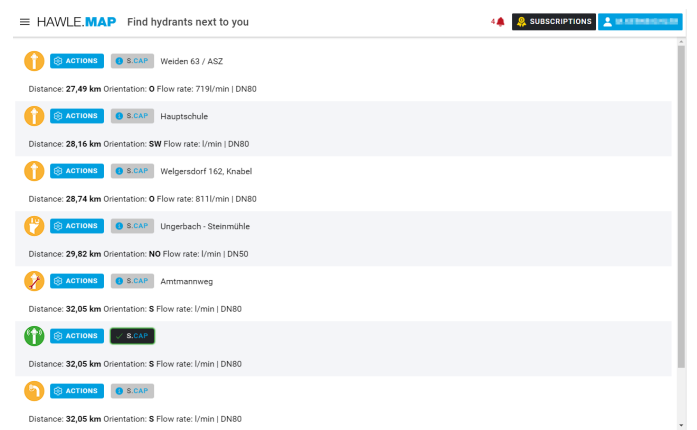 HAWLE.MAP Find hydrants next to you 4 SUBSCRIPTIONS
ACTIONS S.CAP Weiden 63 / ASZ
Distance: 27,49 km Orientation: O Flow rate: 719l/min | DN80
ACTIONS S.CAP Hauptschule
Distance: 28,16 km Orientation: SW Flow rate: l/min | DN80
ACTIONS S.CAP Welgersdorf 162, Knabel
Distance: 28,74 km Orientation: O Flow rate: 811l/min | DN80
ACTIONS S.CAP Ungerbach - Steinmühle
Distance: 29,82 km Orientation: NO Flow rate: l/min | DN50
ACTIONS S.CAP Amtmannweg
Distance: 32,05 km Orientation: S Flow rate: l/min | DN80
ACTIONS S.CAP
Distance: 32,05 km Orientation: S Flow rate: l/min | DN80
ACTIONS S.CAP
Distance: 32,05 km Orientation: S Flow rate: l/min | DN80